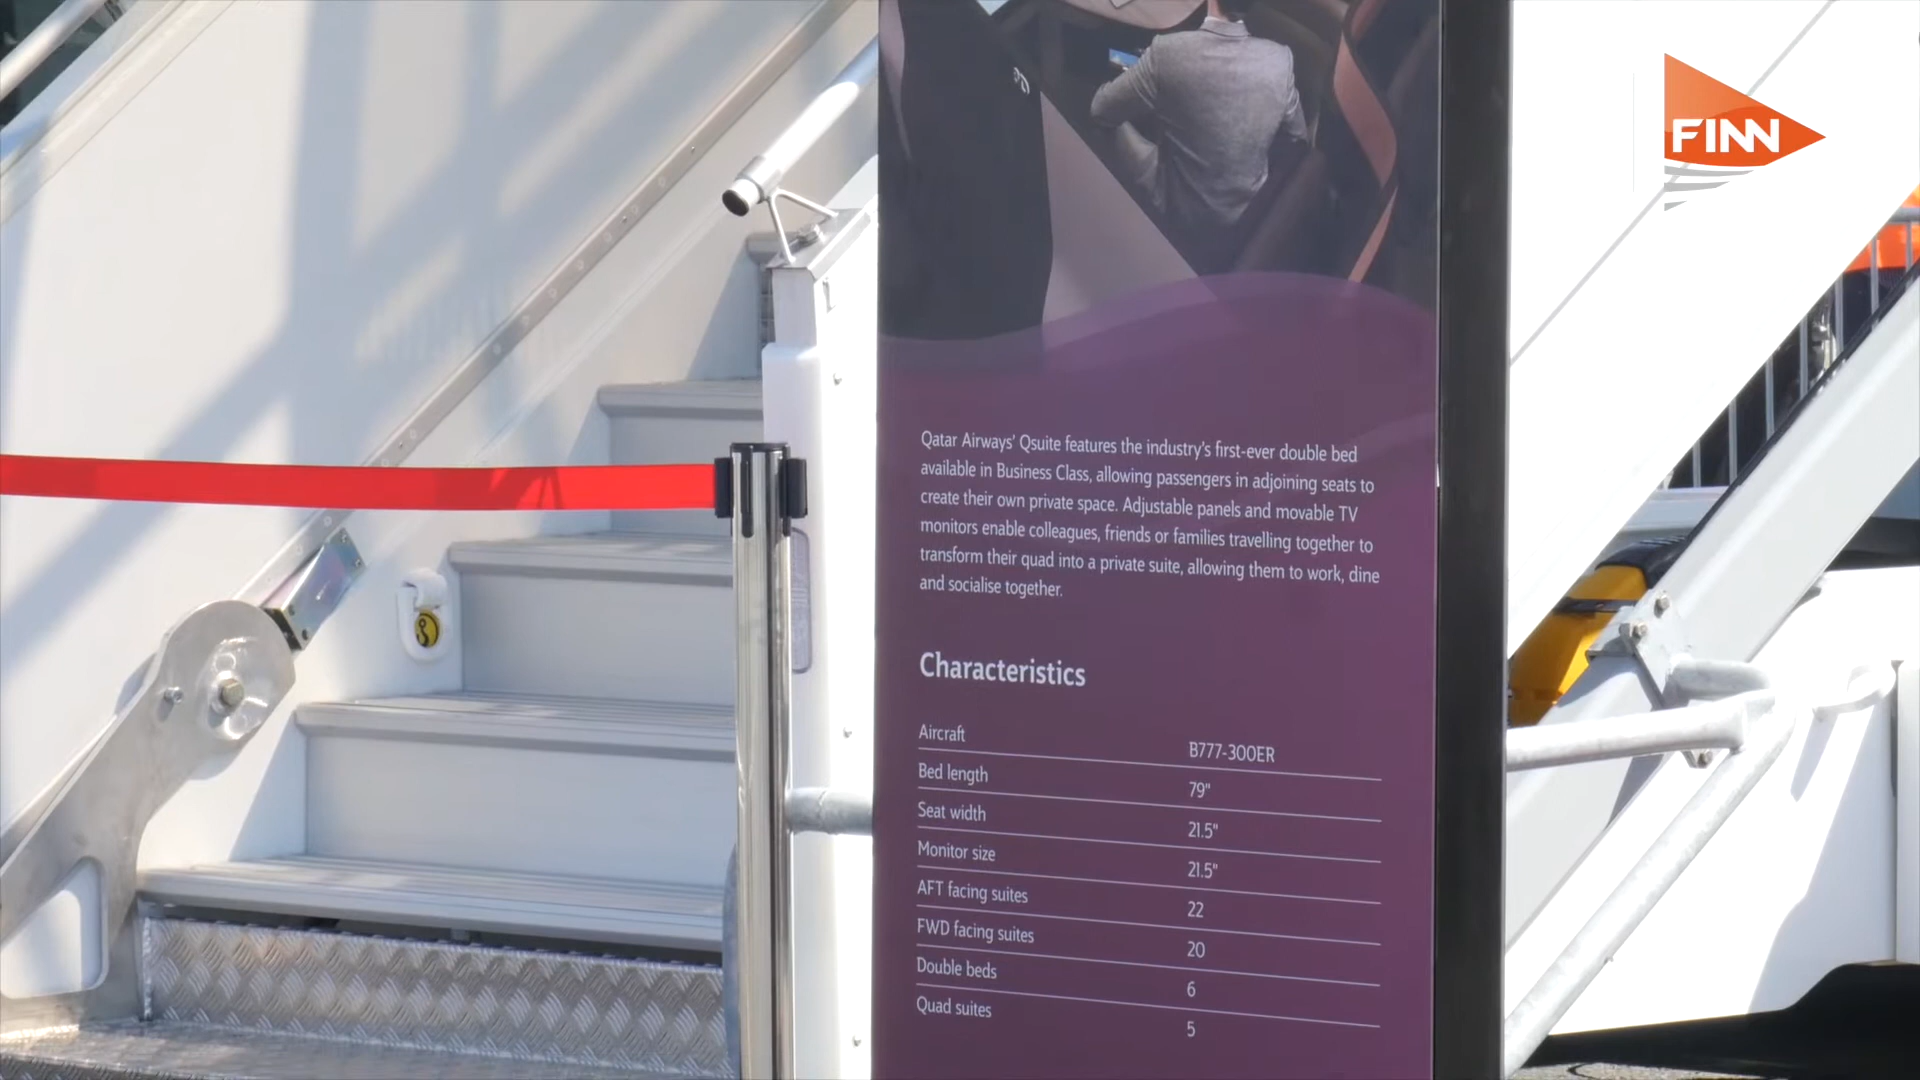 FINN
Qatar Airways' Qsuite features the industry's first-ever double bed
available in Business Class, allowing passengers in adjoining seats to
create their own private space. Adjustable panels and movable TV
monitors enable colleagues, friends or families travelling together to
transform their quad into a private suite, allowing them to work, dine
and socialise together.
Characteristics
Aircraft B777-300ER
Bed length 79"
Seat width 21.5"
Monitor size 21.5"
AFT facing suites 22
FWD facing suites 20
Double beds 6
Quad suites 5